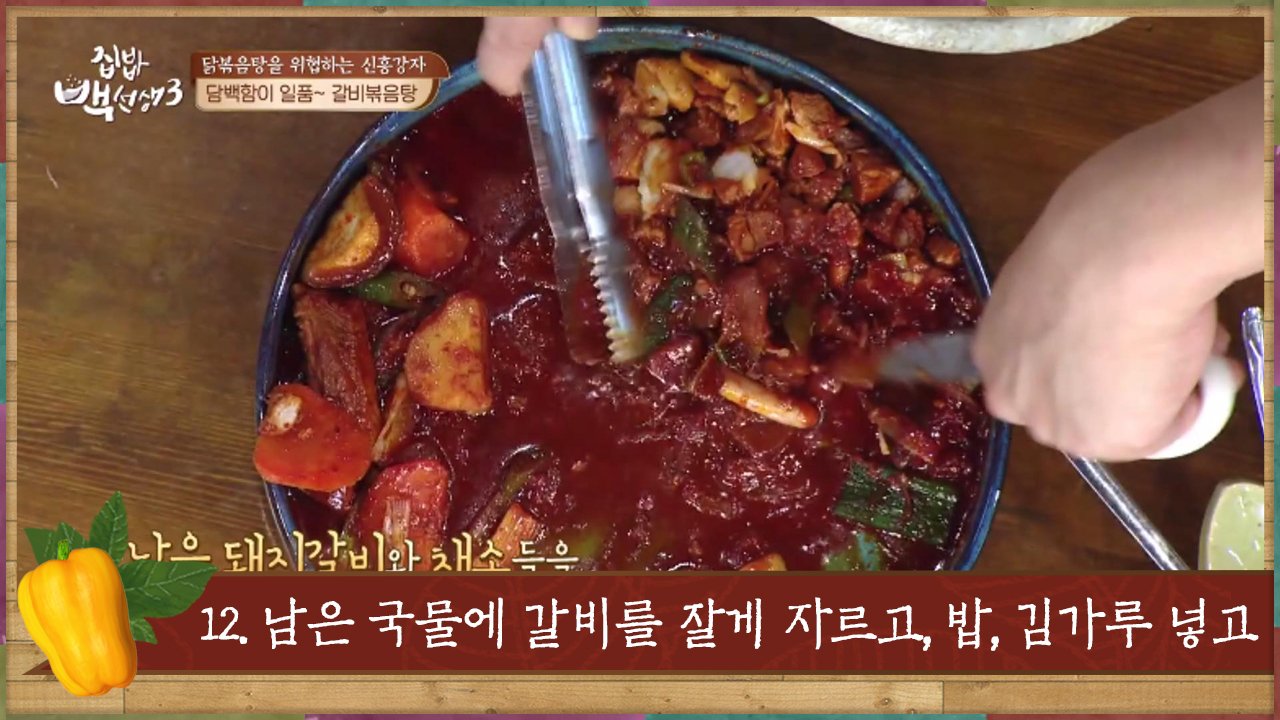 집밥
백선생3
닭볶음탕을 위협하는 신흥강자
담백함이 일품~ 갈비볶음탕
남은 돼지갈비와 채소들을
12. 남은 국물에 갈비를 잘게 자르고, 밥, 김가루 넣고